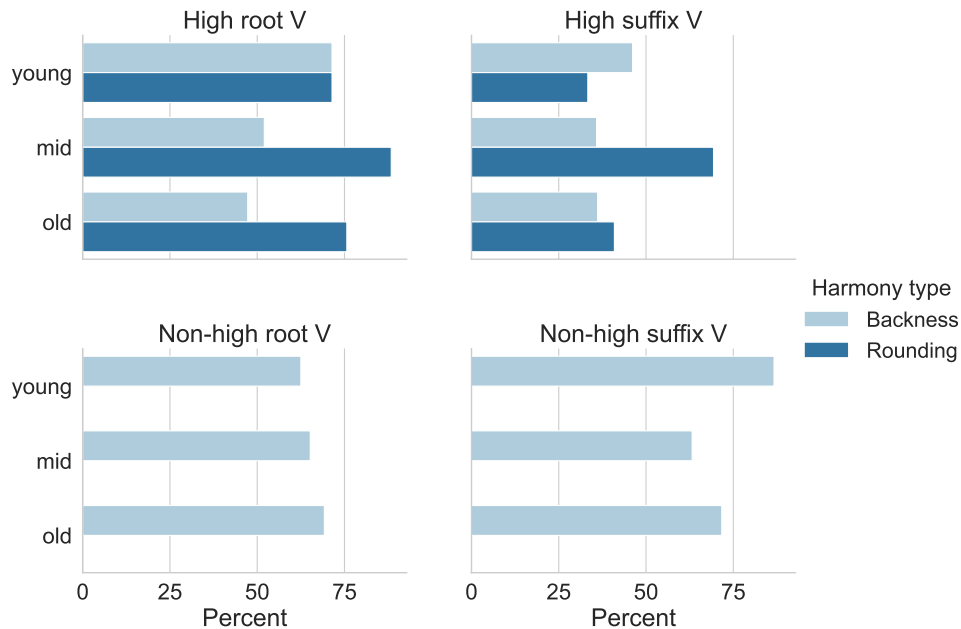 High root V
High suffix V
young
mid
old
Harmony type
Backness
Rounding
Non-high root V
Non-high suffix V
young
mid
old
0 25 50 75
0 25 50 75
Percent
Percent